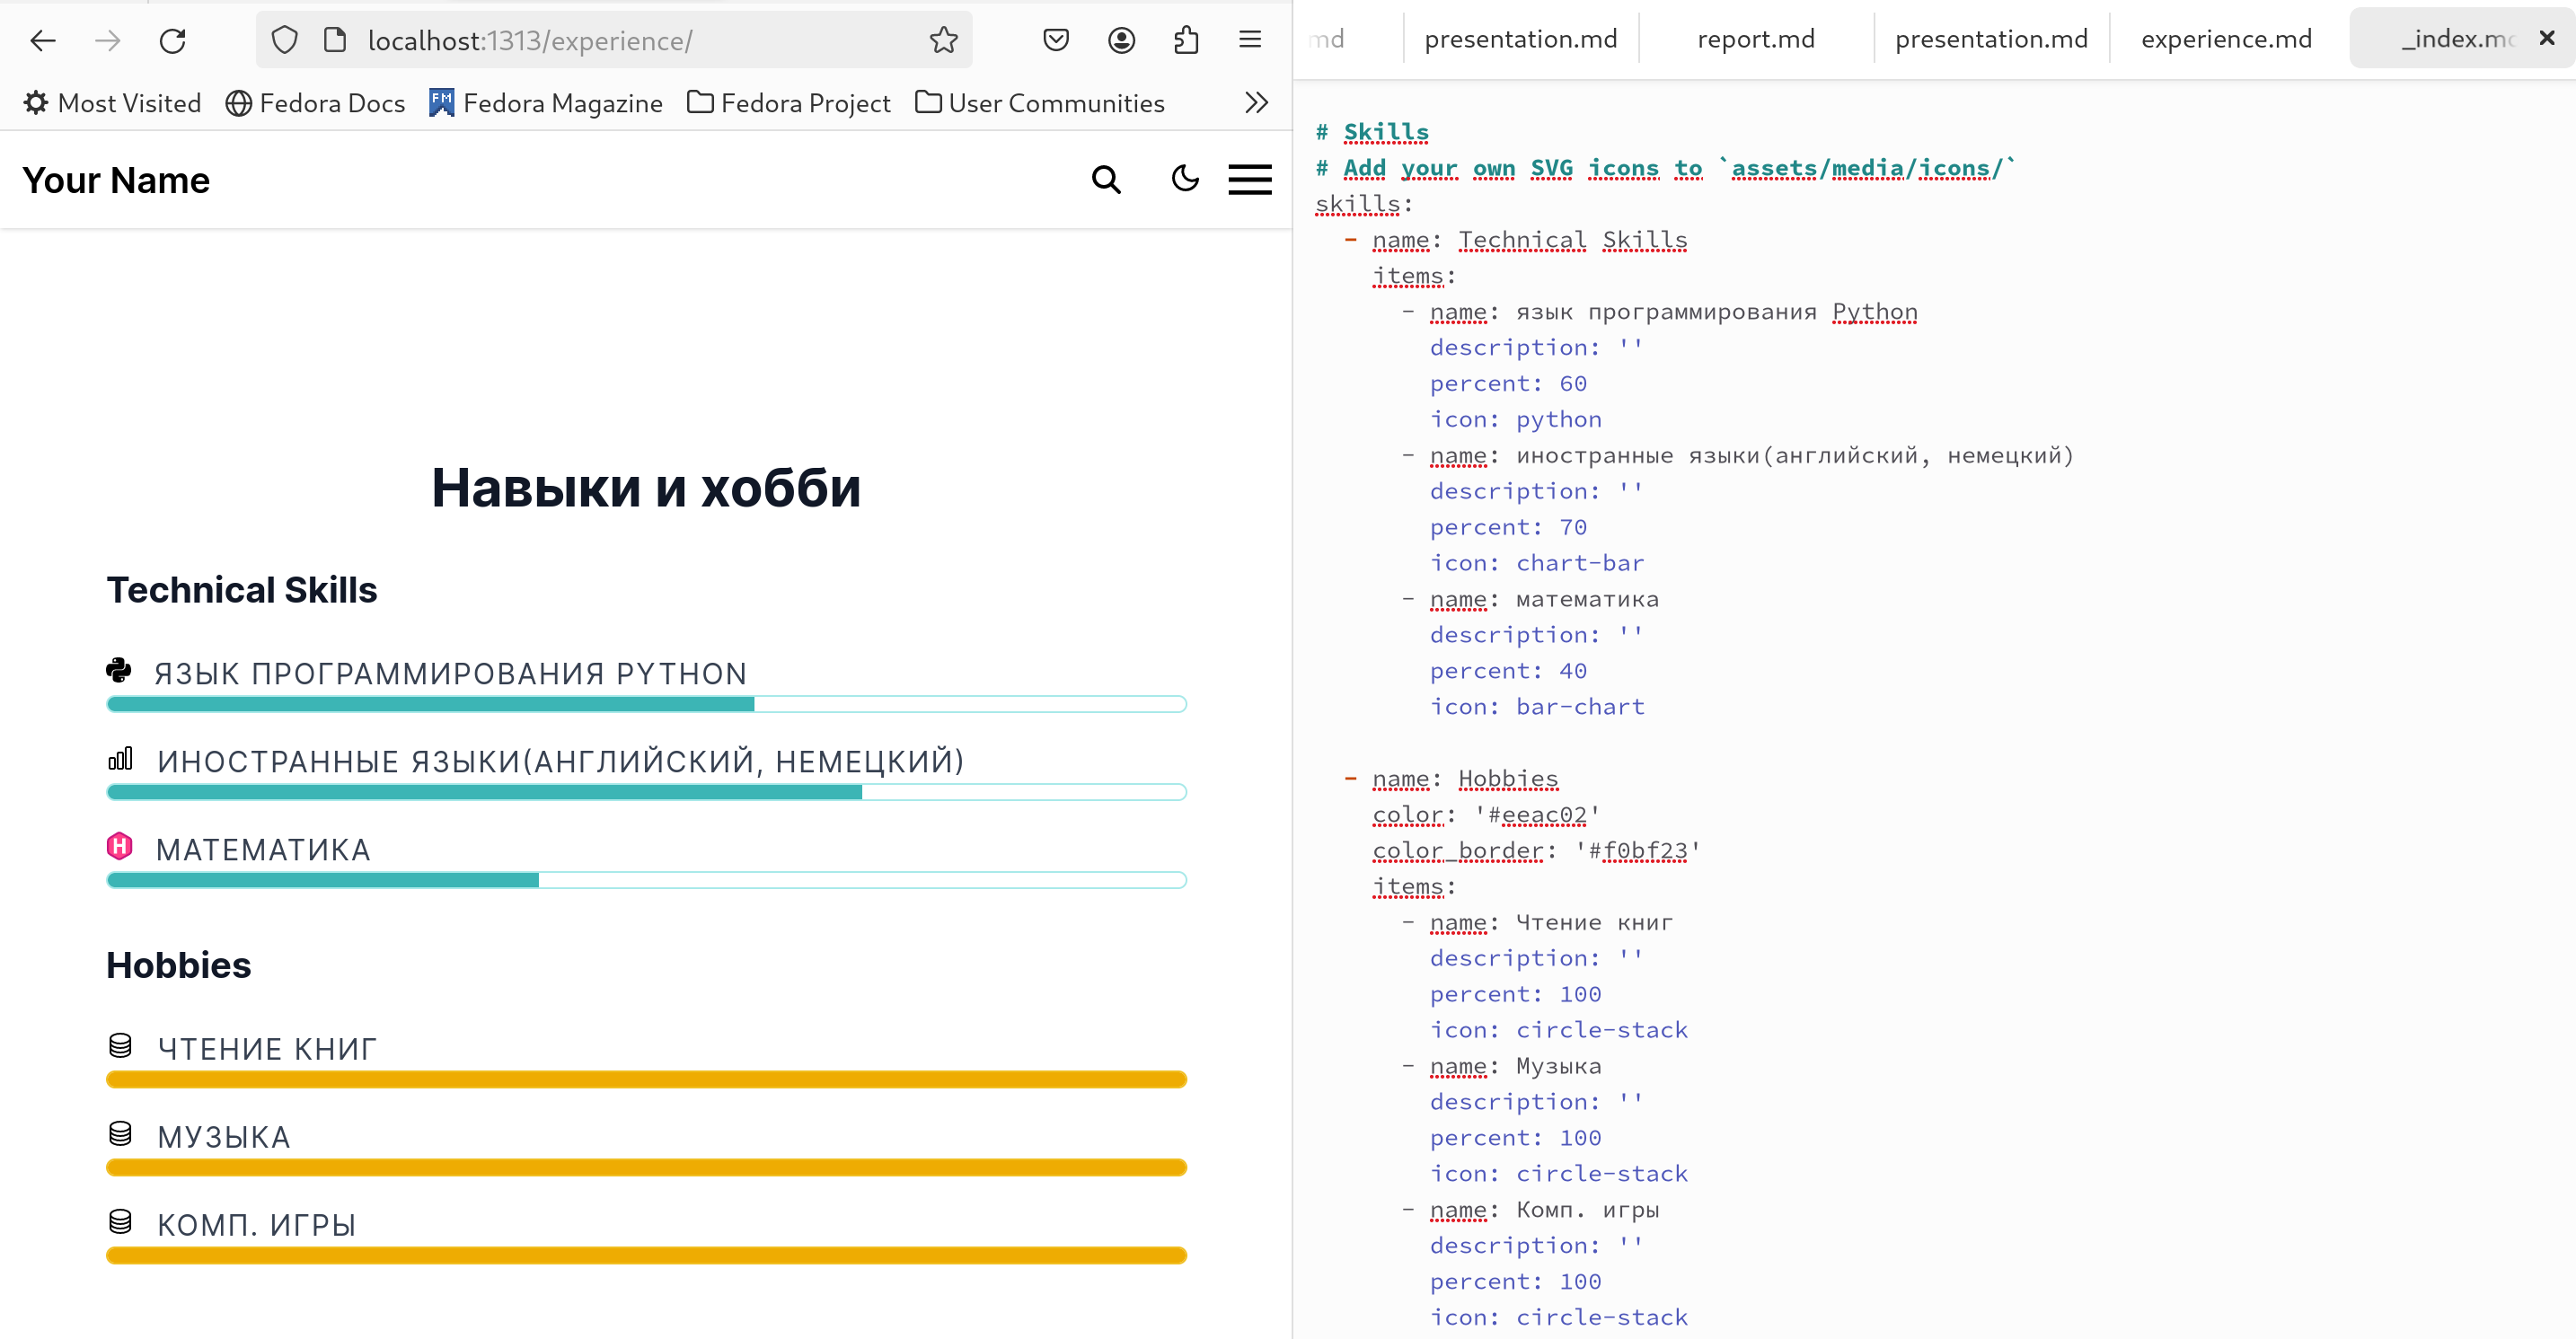 localhost:1313/experience/
Most Visited
Fedora Docs
Fedora Magazine
Fedora Project
User Communities
Your Name
Навыки и хобби
Technical Skills
ЯЗЫК ПРОГРАММИРОВАНИЯ PYTHON
ИНОСТРАННЫЕ ЯЗЫКИ(АНГЛИЙСКИЙ, НЕМЕЦКИЙ)
МАТЕМАТИКА
Hobbies
ЧТЕНИЕ КНИГ
МУЗЫКА
КОМП. ИГРЫ
md
presentation.md
report.md
presentation.md
experience.md
_index.md
# Skills
# Add your own SVG icons to `assets/media/icons/`
skills:
- name: Technical Skills
items:
- name: язык программирования Python
description: ''
percent: 60
icon: python
- name: иностранные языки(английский, немецкий)
description: ''
percent: 70
icon: chart-bar
- name: математика
description: ''
percent: 40
icon: bar-chart
- name: Hobbies
color: '#eeac02'
color_border: '#f0bf23'
items:
- name: Чтение книг
description: ''
percent: 100
icon: circle-stack
- name: Музыка
description: ''
percent: 100
icon: circle-stack
- name: Комп. игры
description: ''
percent: 100
icon: circle-stack